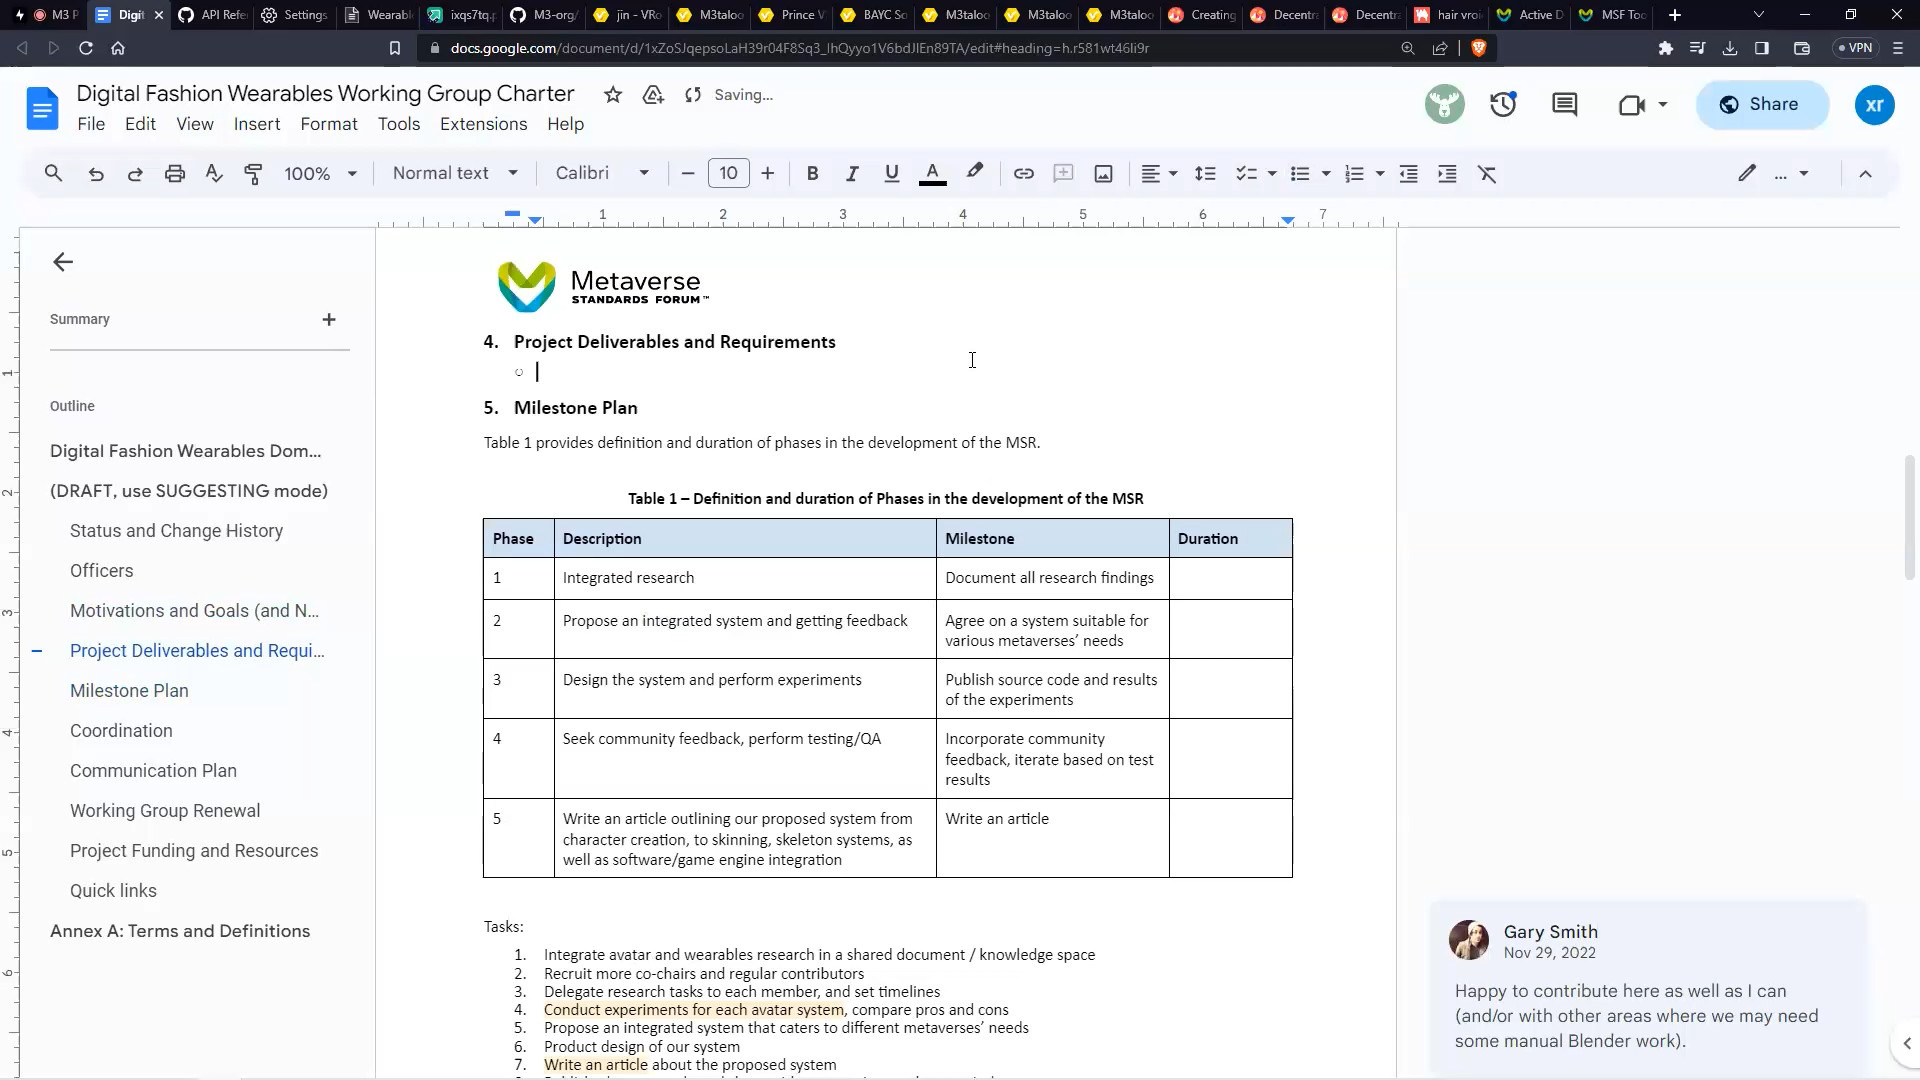 M3 P
Digit
API Refe
Settings
Wearabl
ixqs7tq.p
M3-org/
jin - VRo
M3taloo
Prince V
BAYC So
M3taloo
M3taloo
M3taloo
Creating
Decentra
Decentra
hair vroi
Active D
MSF Too
docs.google.com/document/d/1xZoSJqepsoLaH39r04F8Sq3_lhQyyo1V6bdJIEn89TA/edit#heading=h.r581wt46li9r
VPN
Digital Fashion Wearables Working Group Charter
Saving...
File Edit View Insert Format Tools Extensions Help
Share
xr
100% Normal text Calibri 10 B I U A ...
1 2 3 4 5 6 7
Summary
Outline
Digital Fashion Wearables Dom...
(DRAFT, use SUGGESTING mode)
Status and Change History
Officers
Motivations and Goals (and N...
Project Deliverables and Requi...
Milestone Plan
Coordination
Communication Plan
Working Group Renewal
Project Funding and Resources
Quick links
Annex A: Terms and Definitions
1
2
3
4
5
6
Metaverse
STANDARDS FORUM™
4. Project Deliverables and Requirements
5. Milestone Plan
Table 1 provides definition and duration of phases in the development of the MSR.
Table 1 – Definition and duration of Phases in the development of the MSR
Phase Description Milestone Duration
1 Integrated research Document all research findings
2 Propose an integrated system and getting feedback Agree on a system suitable for
various metaverses’ needs
3 Design the system and perform experiments Publish source code and results
of the experiments
4 Seek community feedback, perform testing/QA Incorporate community
feedback, iterate based on test
results
5 Write an article outlining our proposed system from Write an article
character creation, to skinning, skeleton systems, as
well as software/game engine integration
Tasks:
1. Integrate avatar and wearables research in a shared document / knowledge space
2. Recruit more co-chairs and regular contributors
3. Delegate research tasks to each member, and set timelines
4. Conduct experiments for each avatar system, compare pros and cons
5. Propose an integrated system that caters to different metaverses’ needs
6. Product design of our system
7. Write an article about the proposed system
Gary Smith
Nov 29, 2022
Happy to contribute here as well as I can
(and/or with other areas where we may need
some manual Blender work).